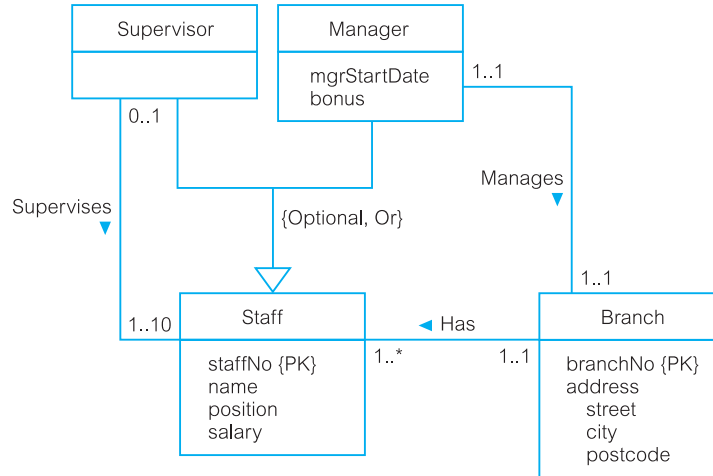 Supervisor
Manager
mgrStartDate
bonus
1..1
0..1
Manages
Supervises
{Optional, Or}
1..1
1..10
Staff
Has
Branch
1..*
1..1
staffNo {PK}
name
position
salary
branchNo {PK}
address
street
city
postcode